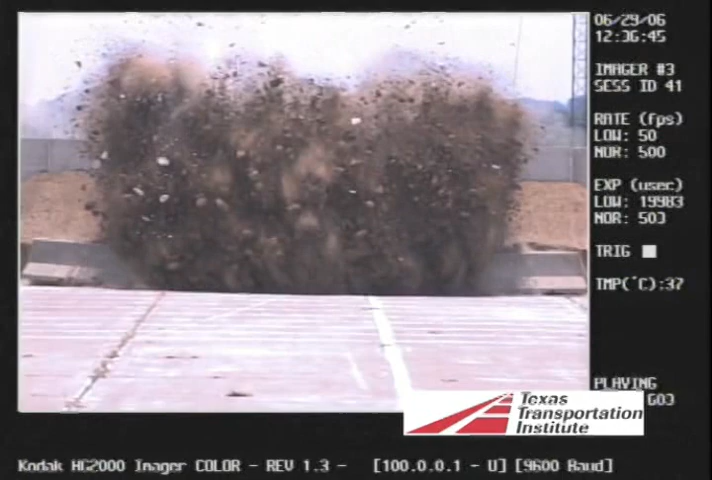 06/29/06
12:36:45
IMAGER #3
SESS ID 41
RATE (fps)
LOW: 50
NOR: 500
EXP (usec)
LOW: 19983
NOR: 503
TRIG
TMP(°C):37
PLAYING
G03
Texas
Transportation
Institute
Kodak HG2000 Imager COLOR - REV 1.3 - [100.0.0.1 - U] [9600 Baud]